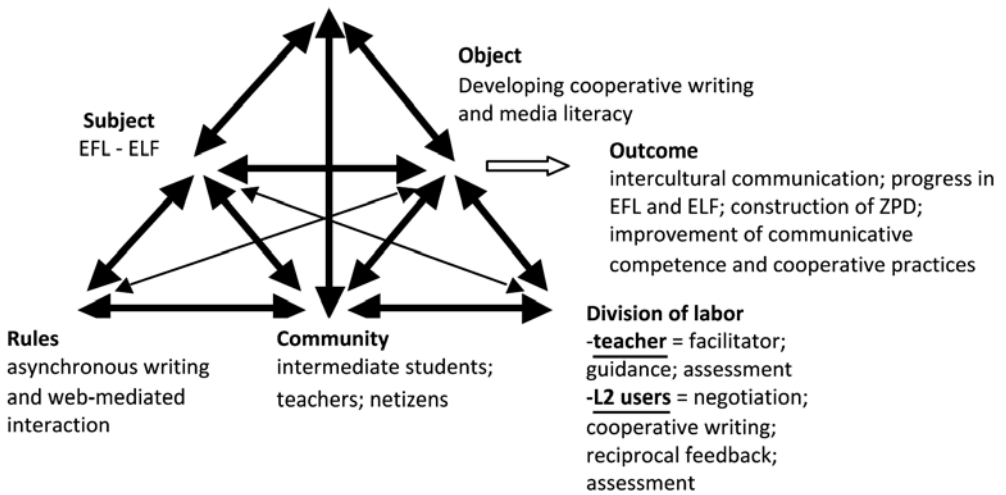 Object
Developing cooperative writing
and media literacy
Subject
EFL - ELF
Outcome
intercultural communication; progress in
EFL and ELF; construction of ZPD;
improvement of communicative
competence and cooperative practices
Rules
asynchronous writing
and web-mediated
interaction
Community
intermediate students;
teachers; netizens
Division of labor
-teacher = facilitator;
guidance; assessment
-L2 users = negotiation;
cooperative writing;
reciprocal feedback;
assessment